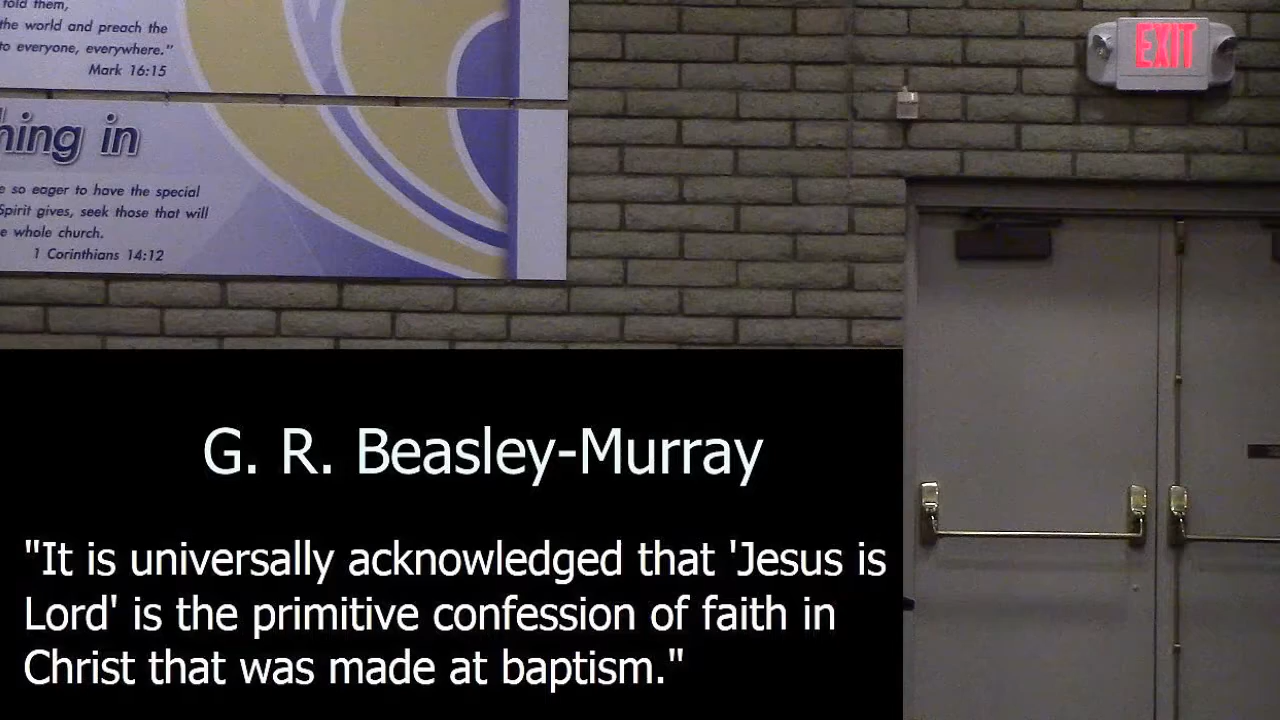 told them,
the world and preach the
to everyone, everywhere."
Mark 16:15
hing in
so eager to have the special
Spirit gives, seek those that will
whole church.
1 Corinthians 14:12
EXIT
G. R. Beasley-Murray
"It is universally acknowledged that 'Jesus is
Lord' is the primitive confession of faith in
Christ that was made at baptism."